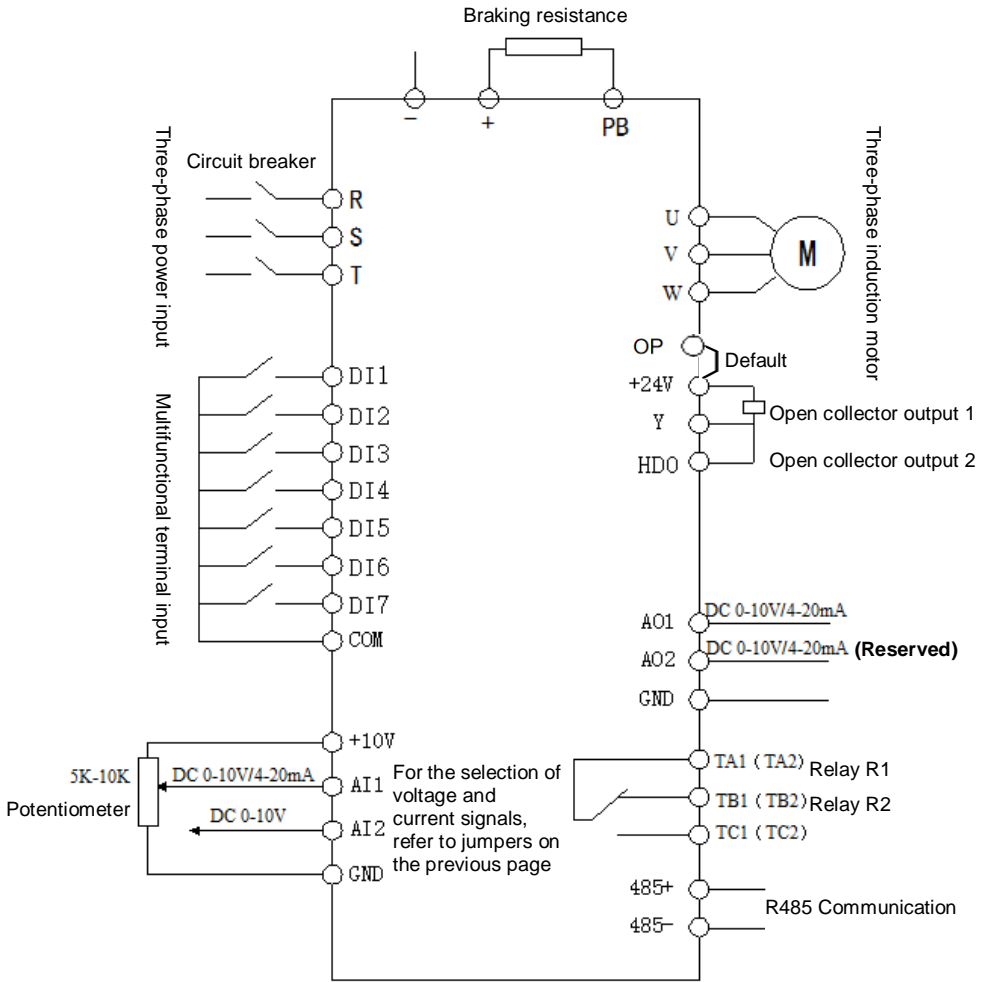 Braking resistance
-
+
PB
Three-phase power input
Circuit breaker
R
S
T
U
V
W
M
Three-phase induction motor
OP
Default
+24V
Y
HDO
Open collector output 1
Open collector output 2
Multifunctional terminal input
DI1
DI2
DI3
DI4
DI5
DI6
DI7
COM
AO1
DC 0-10V/4-20mA
AO2
DC 0-10V/4-20mA (Reserved)
GND
+10V
5K-10K
Potentiometer
DC 0-10V/4-20mA
AI1
DC 0-10V
AI2
GND
For the selection of
voltage and
current signals,
refer to jumpers on
the previous page
TA1 (TA2) Relay R1
TB1 (TB2) Relay R2
TC1 (TC2)
485+
485-
R485 Communication